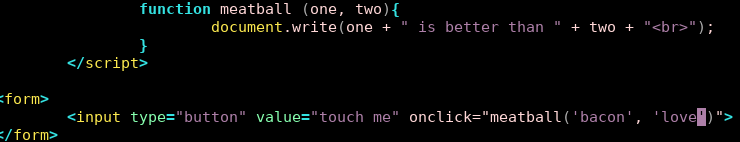 function meatball (one, two){
document.write(one + " is better than " + two + "<br>");
}
</script>
<form>
<input type="button" value="touch me" onclick="meatball('bacon', 'love')">
</form>